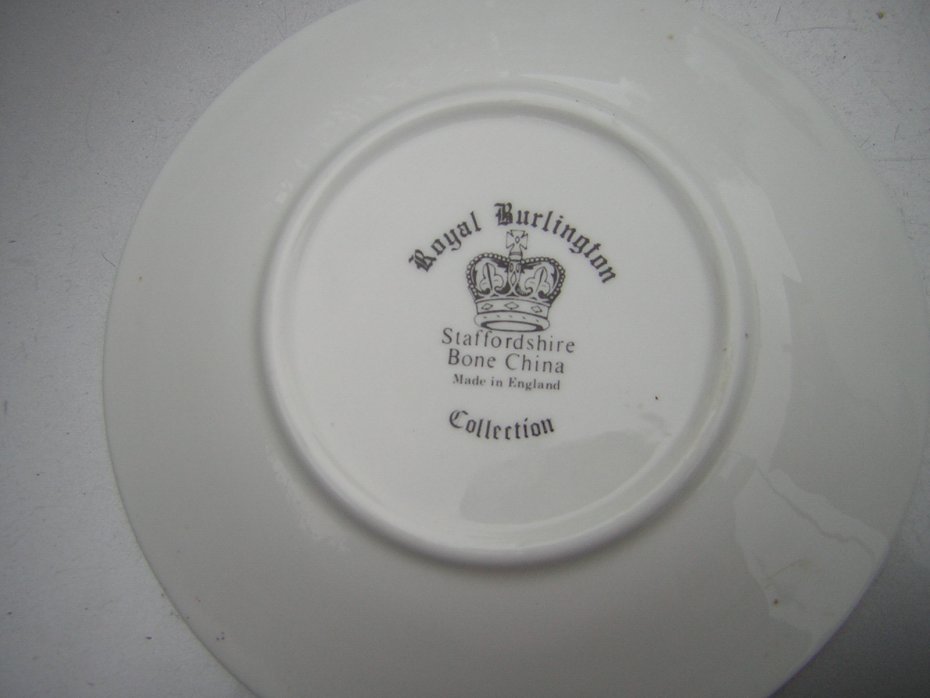 Royal Burlington
Staffordshire
Bone China
Made in England
Collection